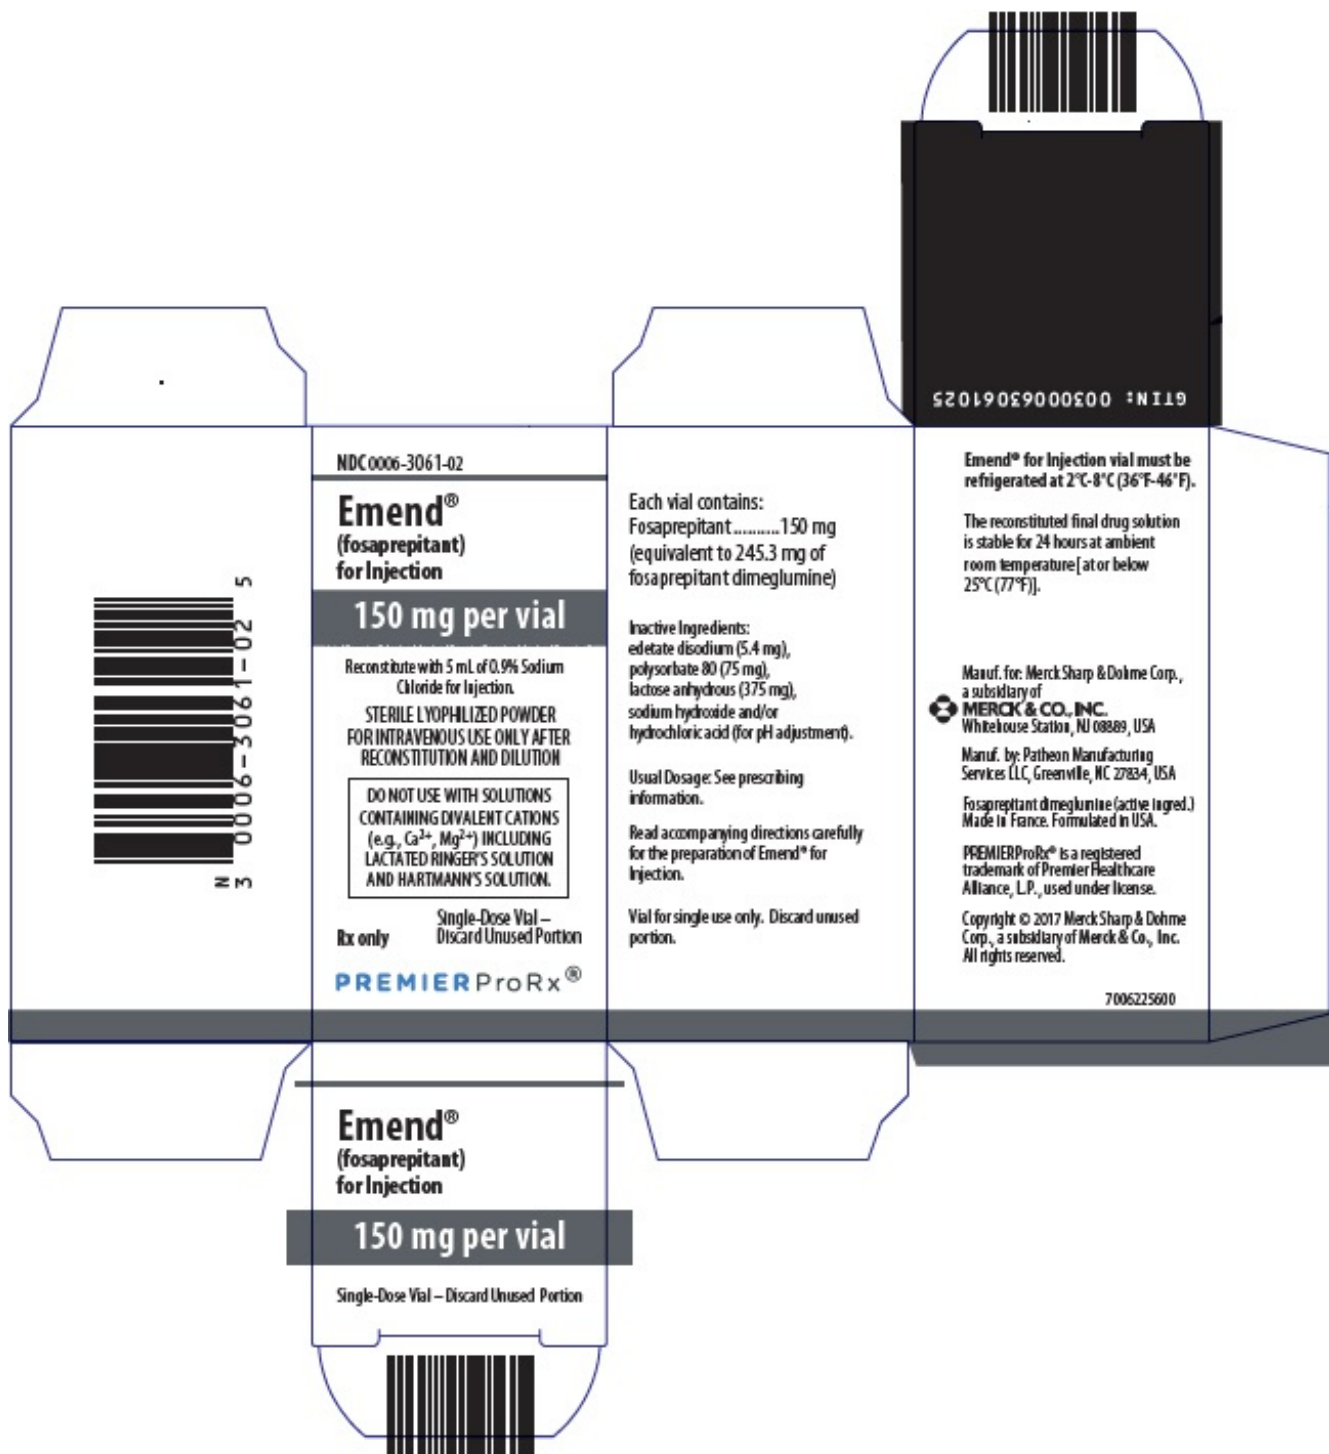 GTIN: 00300063061025
NDC 0006-3061-02
Emend®
(fosaprepitant)
for Injection
150 mg per vial
Reconstitute with 5 mL of 0.9% Sodium
Chloride for Injection.
STERILE LYOPHILIZED POWDER
FOR INTRAVENOUS USE ONLY AFTER
RECONSTITUTION AND DILUTION
DO NOT USE WITH SOLUTIONS
CONTAINING DIVALENT CATIONS
(e.g., Ca²⁺, Mg²⁺) INCLUDING
LACTATED RINGER'S SOLUTION
AND HARTMANN'S SOLUTION.
Single-Dose Vial –
Rx only Discard Unused Portion
PREMIERProRx®
N
3 0006-3061-02 5
Each vial contains:
Fosaprepitant..........150 mg
(equivalent to 245.3 mg of
fosaprepitant dimeglumine)
Inactive Ingredients:
edetate disodium (5.4 mg),
polysorbate 80 (75 mg),
lactose anhydrous (375 mg),
sodium hydroxide and/or
hydrochloric acid (for pH adjustment).
Usual Dosage: See prescribing
information.
Read accompanying directions carefully
for the preparation of Emend® for
Injection.
Vial for single use only. Discard unused
portion.
Emend® for Injection vial must be
refrigerated at 2°C-8°C (36°F-46°F).
The reconstituted final drug solution
is stable for 24 hours at ambient
room temperature [at or below
25°C (77°F)].
Manuf. for: Merck Sharp & Dohme Corp.,
a subsidiary of
MERCK & CO., INC.
Whitehouse Station, NJ 08889, USA
Manuf. by: Patheon Manufacturing
Services LLC, Greenville, NC 27834, USA
Fosaprepitant dimeglumine (active ingred.)
Made in France. Formulated in USA.
PREMIERProRx® is a registered
trademark of Premier Healthcare
Alliance, L.P., used under license.
Copyright © 2017 Merck Sharp & Dohme
Corp., a subsidiary of Merck & Co., Inc.
All rights reserved.
7006225600
Emend®
(fosaprepitant)
for Injection
150 mg per vial
Single-Dose Vial – Discard Unused Portion